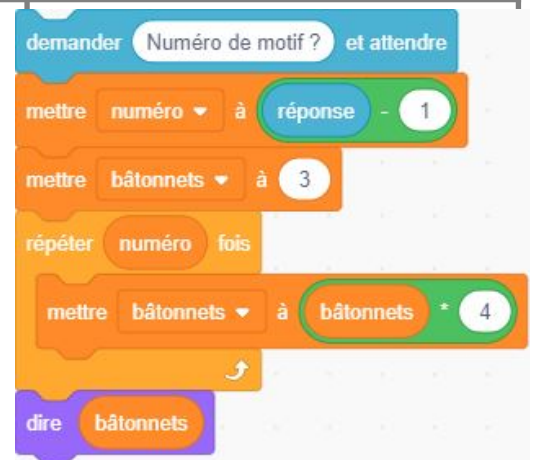 demander Numéro de motif ? et attendre
mettre numéro à réponse - 1
mettre bâtonnets à 3
répéter numéro fois
mettre bâtonnets à bâtonnets * 4
dire bâtonnets